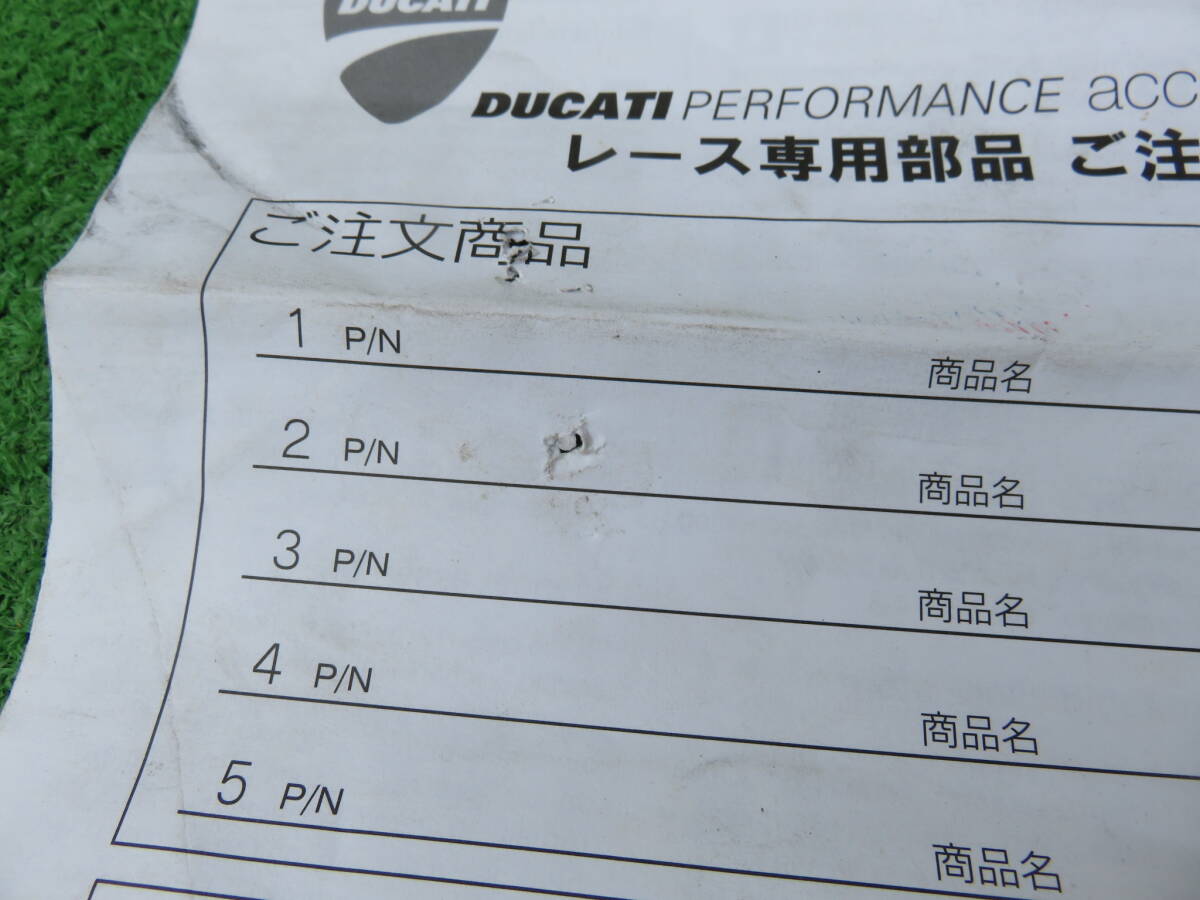 DUCATI
DUCATI PERFORMANCE acc
レース専用部品 ご注
ご注文商品
1 P/N 商品名
2 P/N 商品名
3 P/N 商品名
4 P/N 商品名
5 P/N 商品名